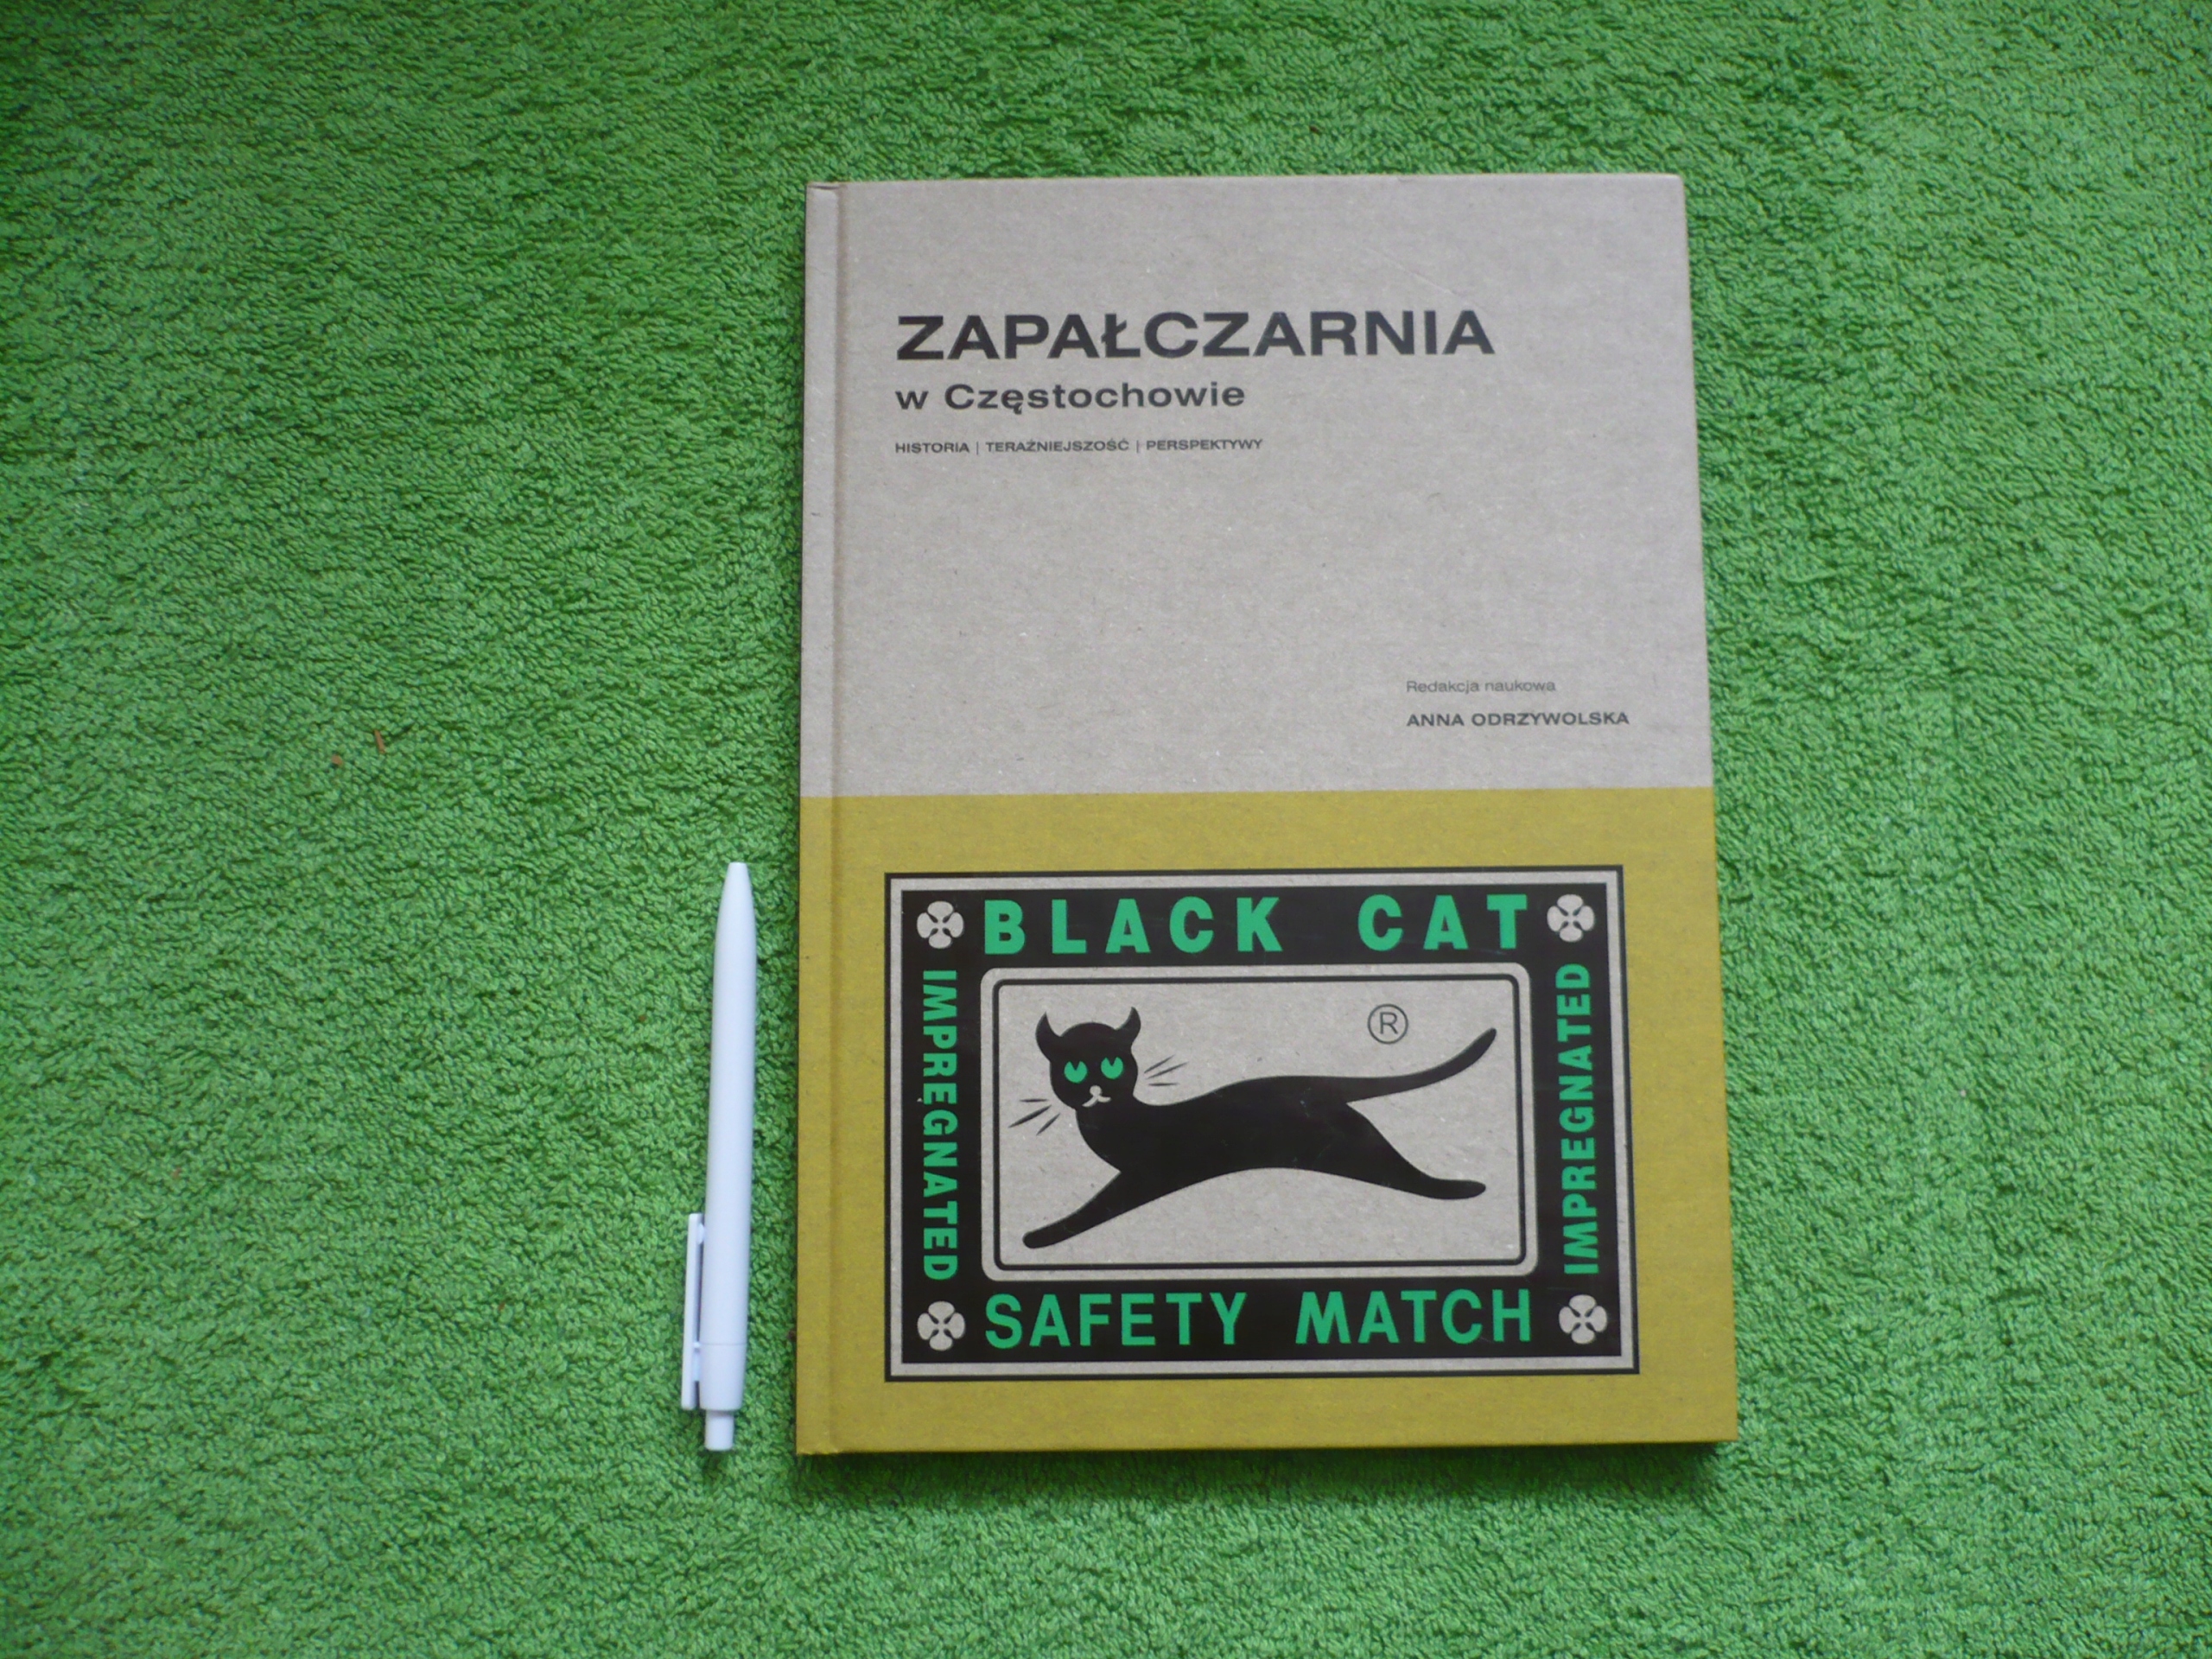 ZAPAŁCZARNIA
w Częstochowie
HISTORIA | TERAŹNIEJSZOŚĆ | PERSPEKTYWY
Redakcja naukowa
ANNA ODRZYWOLSKA
BLACK CAT
IMPREGNATED
®
IMPREGNATED
SAFETY MATCH